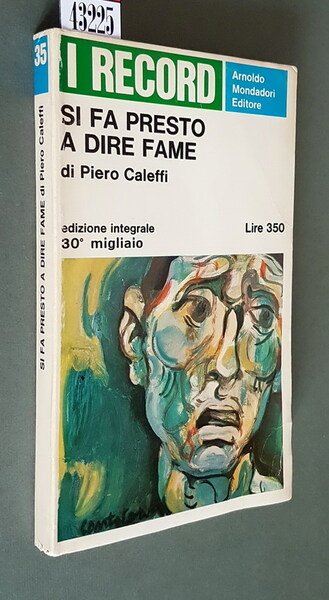 43225
35
SI FA PRESTO A DIRE FAME di Piero Caleffi
I RECORD
Arnoldo
Mondadori
Editore
SI FA PRESTO
A DIRE FAME
di Piero Caleffi
edizione integrale
Lire 350
30° migliaio